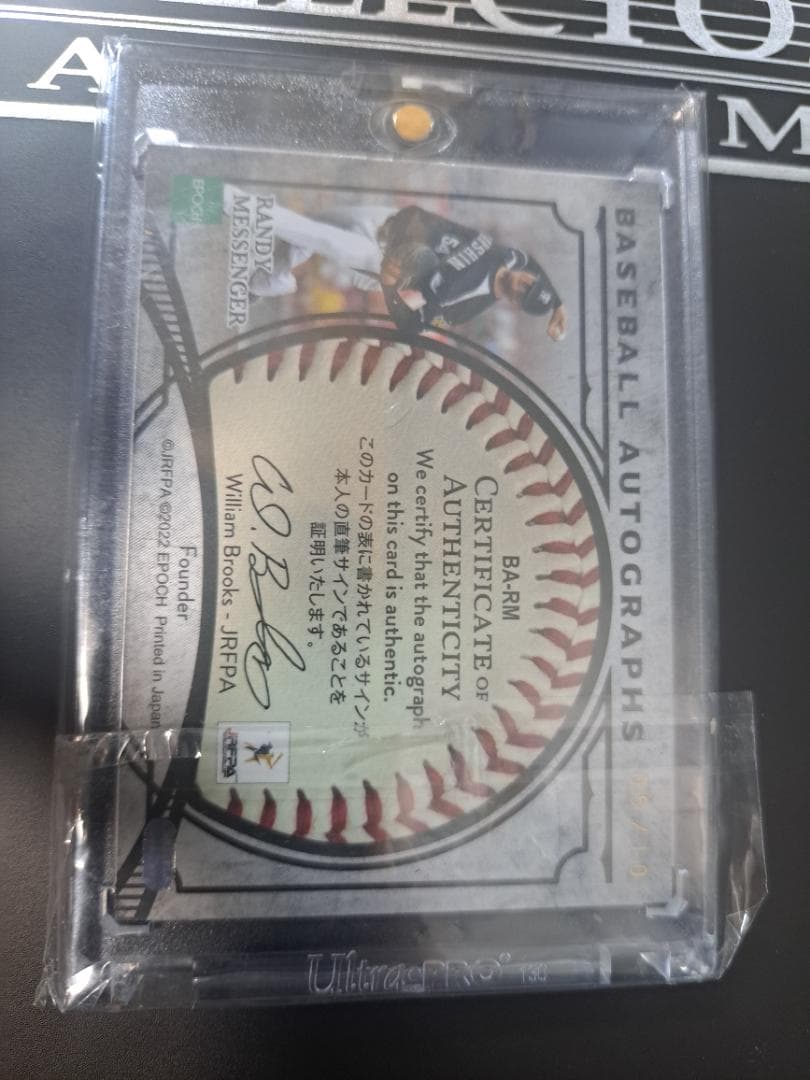 BASEBALL AUTOGRAPHS
BA-RM
CERTIFICATE OF
AUTHENTICITY
We certify that the autograph
on this card is authentic.
このカードの表に書かれているサインが
本人の直筆サインであることを
証明いたします。
William Brooks - JRFPA
Founder
JRFPA
RANDY
MESSENGER
EPOCH
©JRFPA ©2022 EPOCH Printed in Japan
Ultra-PRO